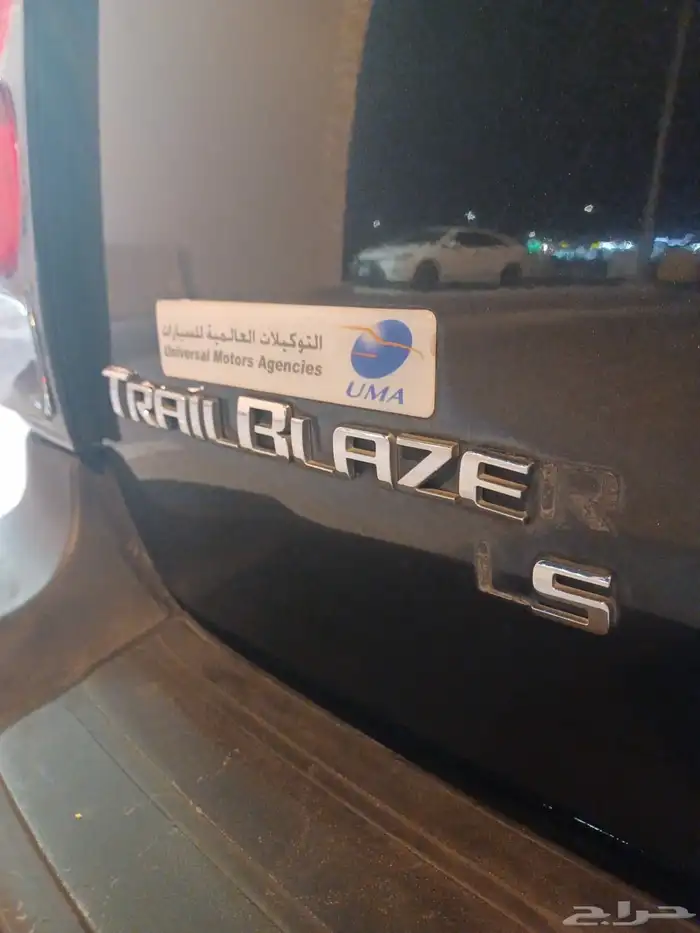 التوكيلات العالمية للسيارات
Universal Motors Agencies
UMA
TRAILBLAZER
LS
حراج